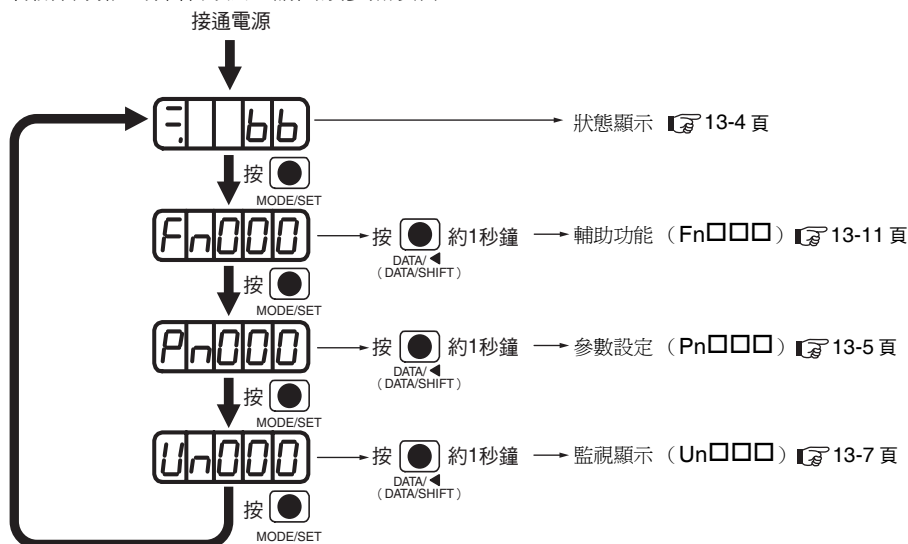 接通電源
bb
狀態顯示 13-4 頁
按
MODE/SET
Fn000
按 約1秒鐘
DATA/◀
(DATA/SHIFT)
輔助功能 (Fn□□□) 13-11 頁
按
MODE/SET
Pn000
按 約1秒鐘
DATA/◀
(DATA/SHIFT)
參數設定 (Pn□□□) 13-5 頁
按
MODE/SET
Un000
按 約1秒鐘
DATA/◀
(DATA/SHIFT)
監視顯示 (Un□□□) 13-7 頁
按
MODE/SET